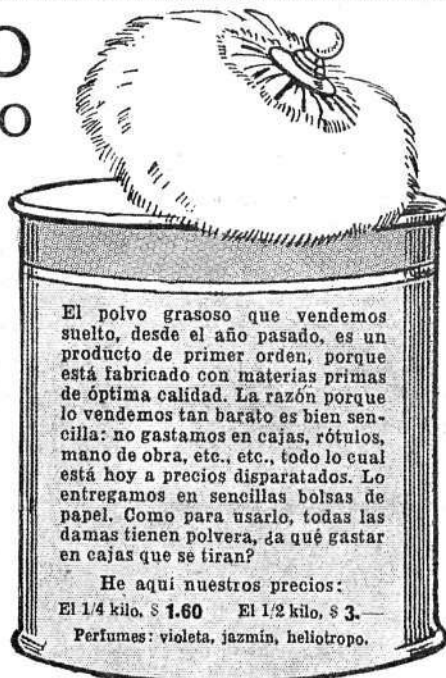 O
o
El polvo grasoso que vendemos
suelto, desde el año pasado, es un
producto de primer orden, porque
está fabricado con materias primas
de óptima calidad. La razón porque
lo vendemos tan barato es bien sen-
cilla: no gastamos en cajas, rótulos,
mano de obra, etc., etc., todo lo cual
está hoy a precios disparatados. Lo
entregamos en sencillas bolsas de
papel. Como para usarlo, todas las
damas tienen polvera, ¿a qué gastar
en cajas que se tiran?
He aquí nuestros precios:
El 1/4 kilo, $ 1.60 El 1/2 kilo, $ 3.—
Perfumes: violeta, jazmín, heliotropo.